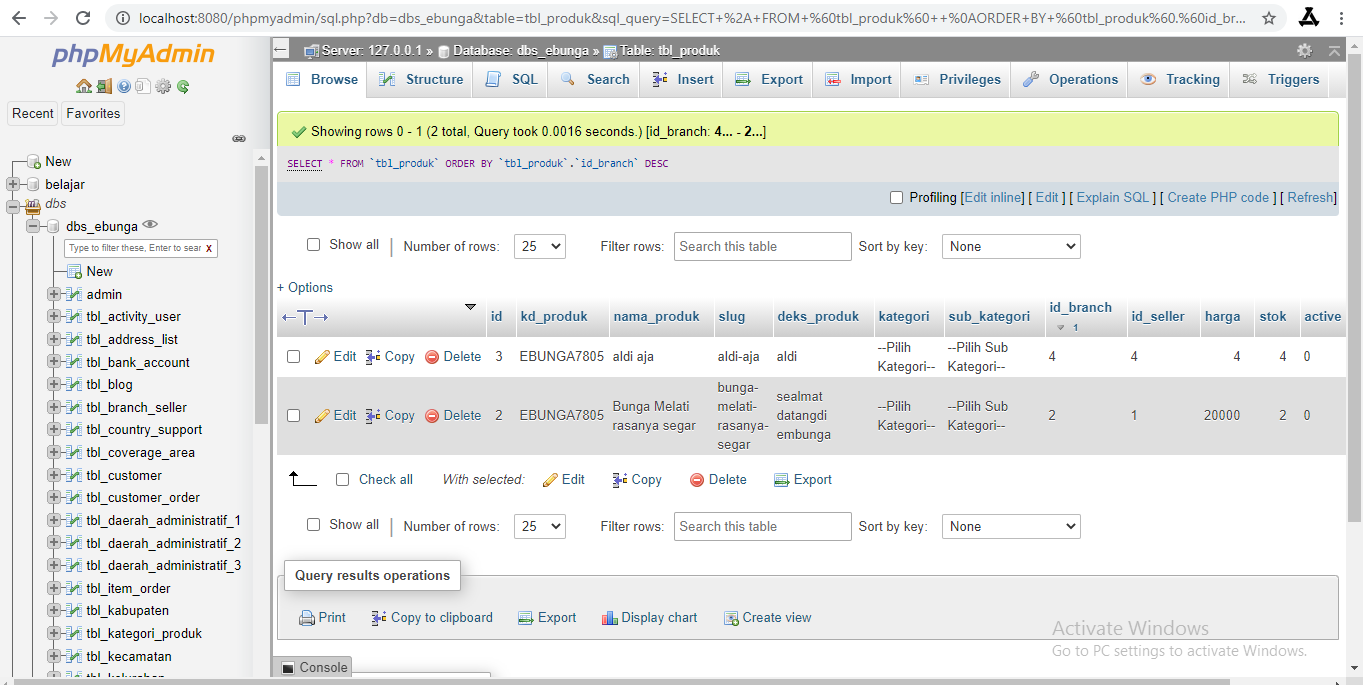 localhost:8080/phpmyadmin/sql.php?db=dbs_ebunga&table=tbl_produk&sql_query=SELECT+%2A+FROM+%60tbl_produk%60++%0AORDER+BY+%60tbl_produk%60.%60id_br...
phpMyAdmin
Recent Favorites
New
belajar
dbs
dbs_ebunga
Type to filter these, Enter to sear X
New
admin
tbl_activity_user
tbl_address_list
tbl_bank_account
tbl_blog
tbl_branch_seller
tbl_country_support
tbl_coverage_area
tbl_customer
tbl_customer_order
tbl_daerah_administratif_1
tbl_daerah_administratif_2
tbl_daerah_administratif_3
tbl_item_order
tbl_kabupaten
tbl_kategori_produk
tbl_kecamatan
Server: 127.0.0.1 » Database: dbs_ebunga » Table: tbl_produk
Browse Structure SQL Search Insert Export Import Privileges Operations Tracking Triggers
Showing rows 0 - 1 (2 total, Query took 0.0016 seconds.) [id_branch: 4... - 2...]
SELECT * FROM `tbl_produk` ORDER BY `tbl_produk`.`id_branch` DESC
Profiling [Edit inline] [ Edit ] [ Explain SQL ] [ Create PHP code ] [ Refresh]
Show all | Number of rows: 25 Filter rows: Search this table Sort by key: None
+ Options
←T→ id kd_produk nama_produk slug deks_produk kategori sub_kategori id_branch 1 id_seller harga stok active
Edit Copy Delete 3 EBUNGA7805 aldi aja aldi-aja aldi --Pilih Kategori-- --Pilih Sub Kategori-- 4 4 4 4 0
Edit Copy Delete 2 EBUNGA7805 Bunga Melati rasanya segar bunga-melati-rasanya-segar sealmat datangdi embunga --Pilih Kategori-- --Pilih Sub Kategori-- 2 1 20000 2 0
Check all With selected: Edit Copy Delete Export
Show all | Number of rows: 25 Filter rows: Search this table Sort by key: None
Query results operations
Print Copy to clipboard Export Display chart Create view
Activate Windows
Go to PC settings to activate Windows.
Console